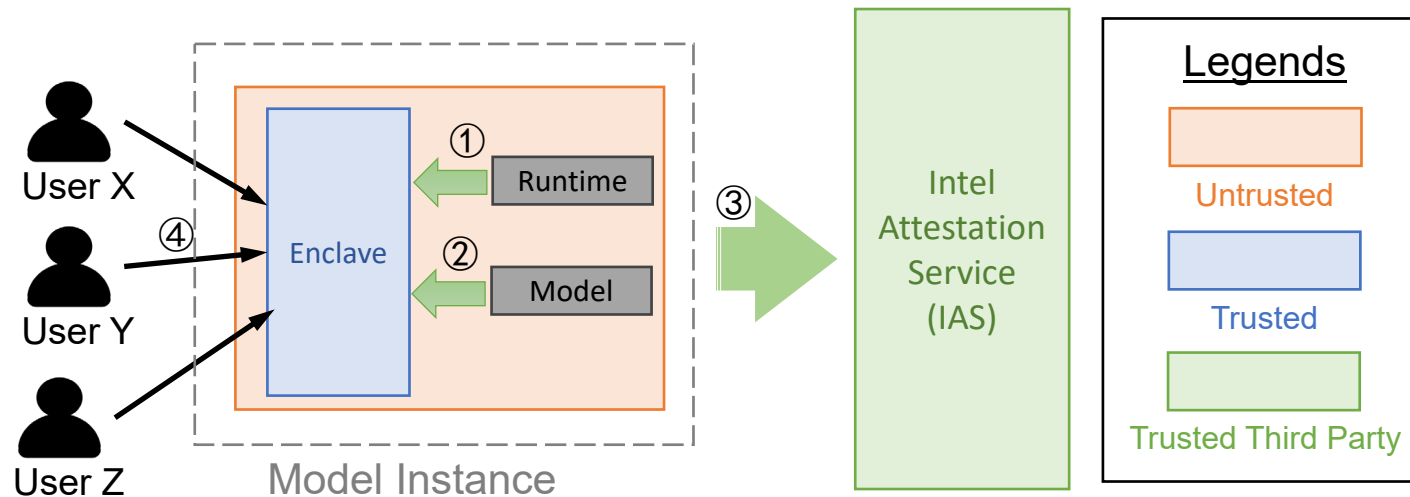 User X
④
User Y
User Z
Enclave
①
Runtime
②
Model
Model Instance
③
Intel
Attestation
Service
(IAS)
Legends
Untrusted
Trusted
Trusted Third Party